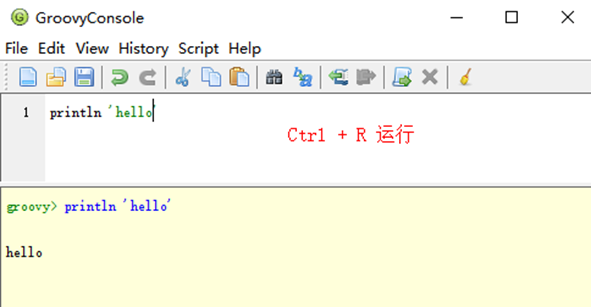 GroovyConsole
File Edit View History Script Help
1 println 'hello'
Ctrl + R 运行
groovy> println 'hello'
hello